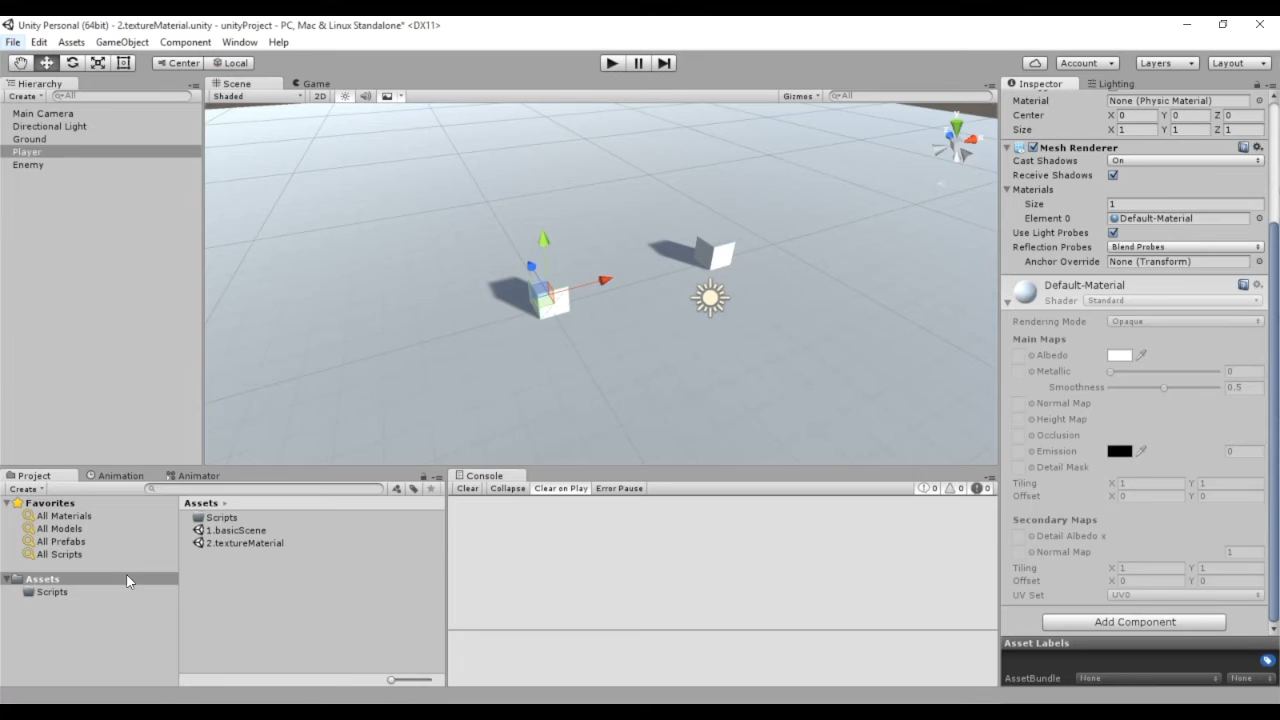 Unity Personal (64bit) - 2.textureMaterial.unity - unityProject - PC, Mac & Linux Standalone* <DX11>
File Edit Assets GameObject Component Window Help
Center Local Account Layers Layout
Hierarchy Scene Game Inspector Lighting
Create All Shaded 2D Gizmos All
Main Camera
Directional Light
Ground
Player
Enemy
Material None (Physic Material)
Center X 0 Y 0 Z 0
Size X 1 Y 1 Z 1
Mesh Renderer
Cast Shadows On
Receive Shadows
Materials
Size 1
Element 0 Default-Material
Use Light Probes
Reflection Probes Blend Probes
Anchor Override None (Transform)
Default-Material
Shader Standard
Rendering Mode Opaque
Main Maps
Albedo
Metallic 0
Smoothness 0.5
Normal Map
Height Map
Occlusion
Emission 0
Detail Mask
Tiling X 1 Y 1
Offset X 0 Y 0
Secondary Maps
Detail Albedo x
Normal Map 1
Tiling X 1 Y 1
Offset X 0 Y 0
UV Set UV0
Add Component
Asset Labels
AssetBundle None None
Project Animation Animator Console
Create Clear Collapse Clear on Play Error Pause 0 0 0
Favorites
All Materials
All Models
All Prefabs
All Scripts
Assets
Scripts
Assets
Scripts
1.basicScene
2.textureMaterial